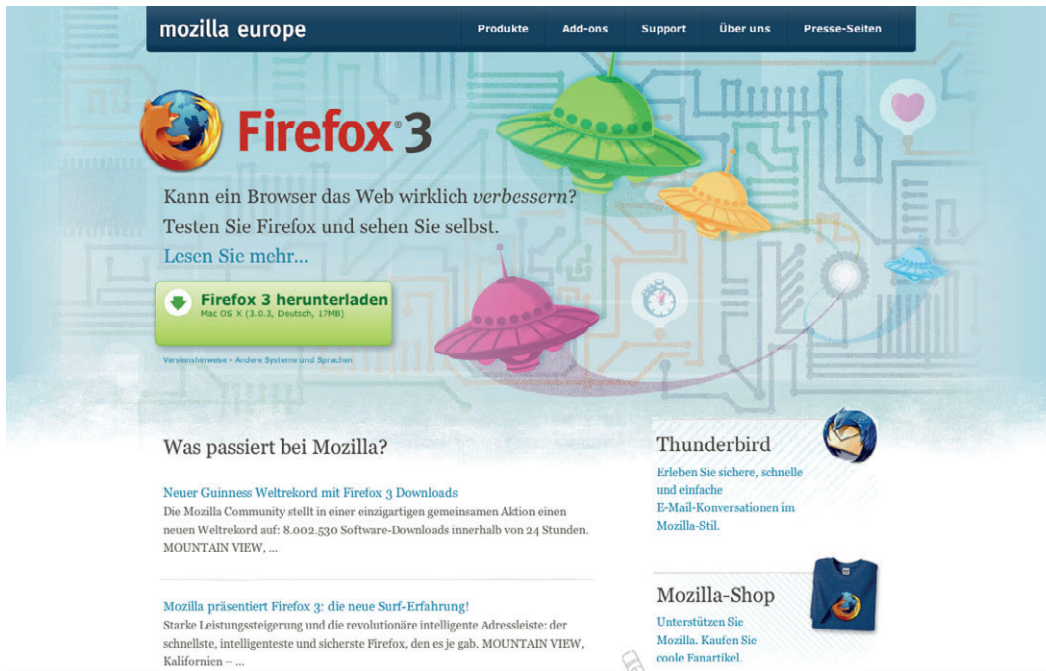 mozilla europe
Produkte Add-ons Support Über uns Presse-Seiten
Firefox® 3
Kann ein Browser das Web wirklich verbessern?
Testen Sie Firefox und sehen Sie selbst.
Lesen Sie mehr...
Firefox 3 herunterladen
Mac OS X (3.0.3, Deutsch, 17MB)
Versionshinweise - Andere Systeme und Sprachen
Was passiert bei Mozilla?
Neuer Guinness Weltrekord mit Firefox 3 Downloads
Die Mozilla Community stellt in einer einzigartigen gemeinsamen Aktion einen
neuen Weltrekord auf: 8.002.530 Software-Downloads innerhalb von 24 Stunden.
MOUNTAIN VIEW, ...
Mozilla präsentiert Firefox 3: die neue Surf-Erfahrung!
Starke Leistungssteigerung und die revolutionäre intelligente Adressleiste: der
schnellste, intelligenteste und sicherste Firefox, den es je gab. MOUNTAIN VIEW,
Kalifornien – ...
Thunderbird
Erleben Sie sichere, schnelle
und einfache
E-Mail-Konversationen im
Mozilla-Stil.
Mozilla-Shop
Unterstützen Sie
Mozilla. Kaufen Sie
coole Fanartikel.